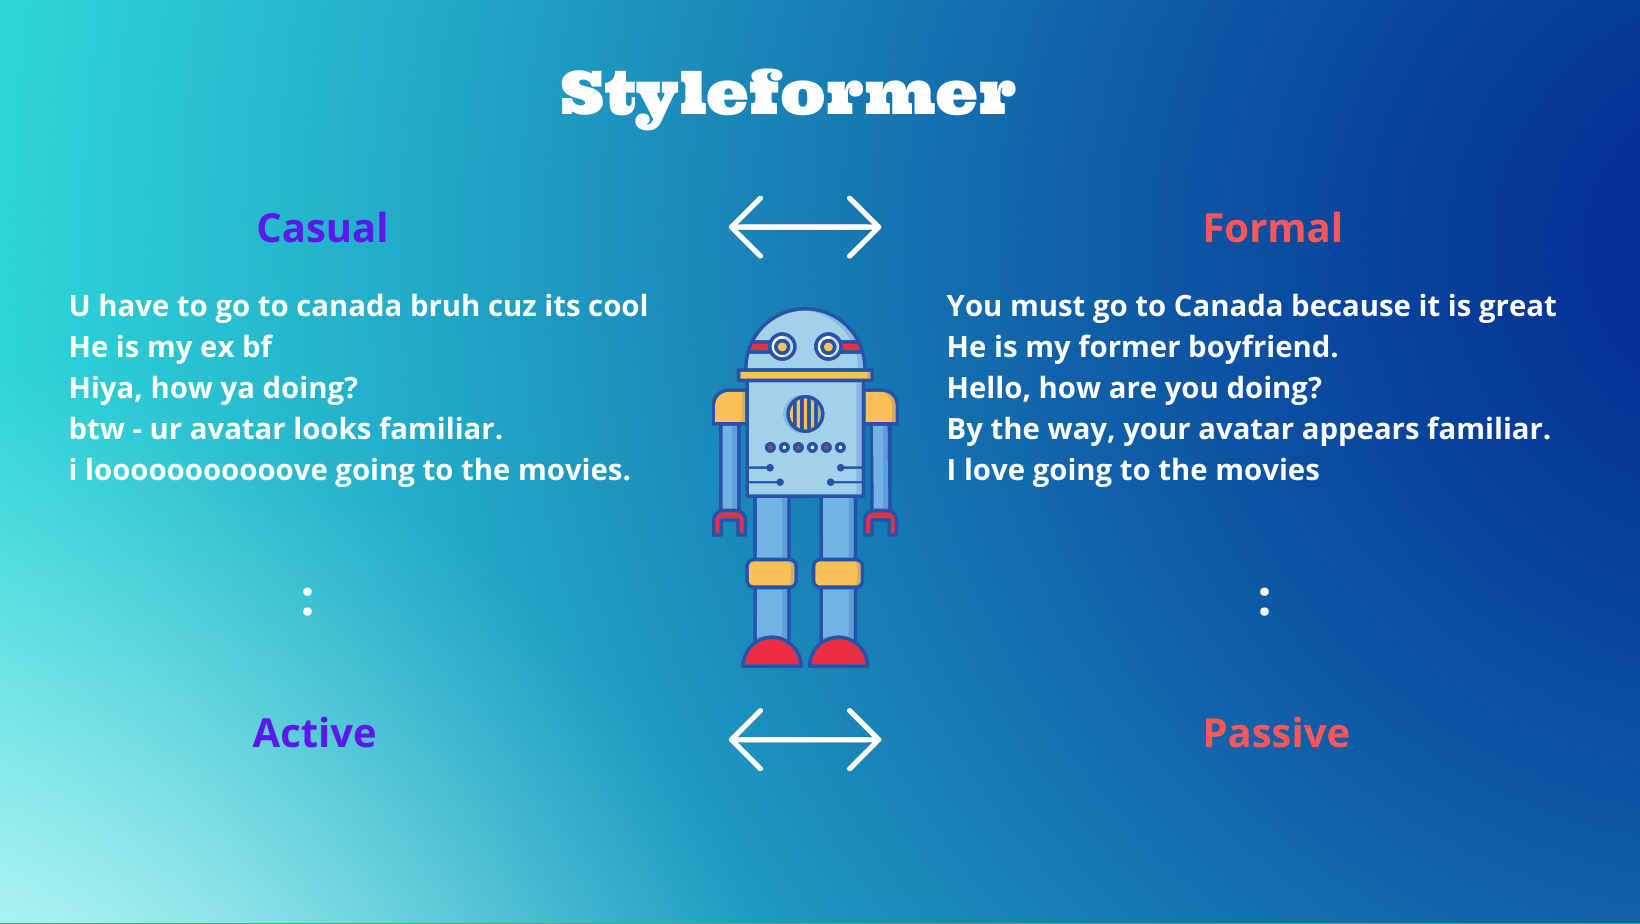 Styleformer
Casual
Formal
U have to go to canada bruh cuz its cool
He is my ex bf
Hiya, how ya doing?
btw - ur avatar looks familiar.
i looooooooooove going to the movies.
You must go to Canada because it is great
He is my former boyfriend.
Hello, how are you doing?
By the way, your avatar appears familiar.
I love going to the movies
:
:
Active
Passive